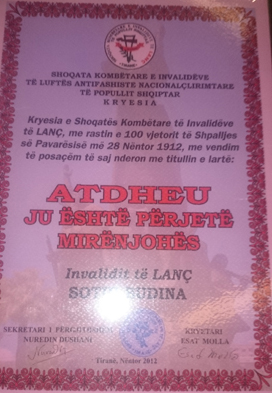 SHOQATA KOMBËTARE E INVALIDËVE
TË LUFTËS ANTIFASHISTE NACIONALÇLIRIMTARE
TË POPULLIT SHQIPTAR
KRYESIA
Kryesia e Shoqatës Kombëtare të Invalidëve
të LANÇ, me rastin e 100 vjetorit të Shpalljes
së Pavarësisë më 28 Nëntor 1912, me vendim
të posaçëm të saj nderon me titullin e lartë:
ATDHEU
JU ËSHTË PËRJETË
MIRËNJOHËS
Invalidit të LANÇ
SOTIR BUDINA
SEKRETARI I PERGJITHSHEM
NUREDIN DUSHANI
KRYETARI
ESAT MOLLA
Tiranë, Nëntor 2012